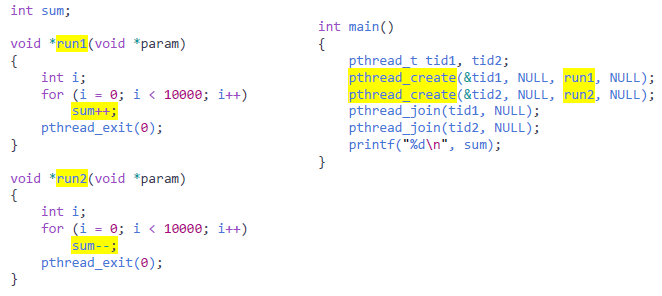 int sum;
void *run1(void *param)
{
    int i;
    for (i = 0; i < 10000; i++)
        sum++;
    pthread_exit(0);
}
void *run2(void *param)
{
    int i;
    for (i = 0; i < 10000; i++)
        sum--;
    pthread_exit(0);
}
int main()
{
    pthread_t tid1, tid2;
    pthread_create(&tid1, NULL, run1, NULL);
    pthread_create(&tid2, NULL, run2, NULL);
    pthread_join(tid1, NULL);
    pthread_join(tid2, NULL);
    printf("%d\n", sum);
}